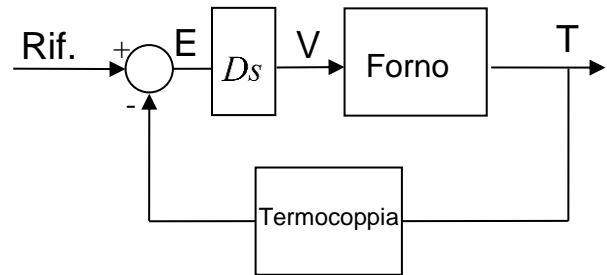 Rif.
+
-
E
Ds
V
Forno
T
Termocoppia